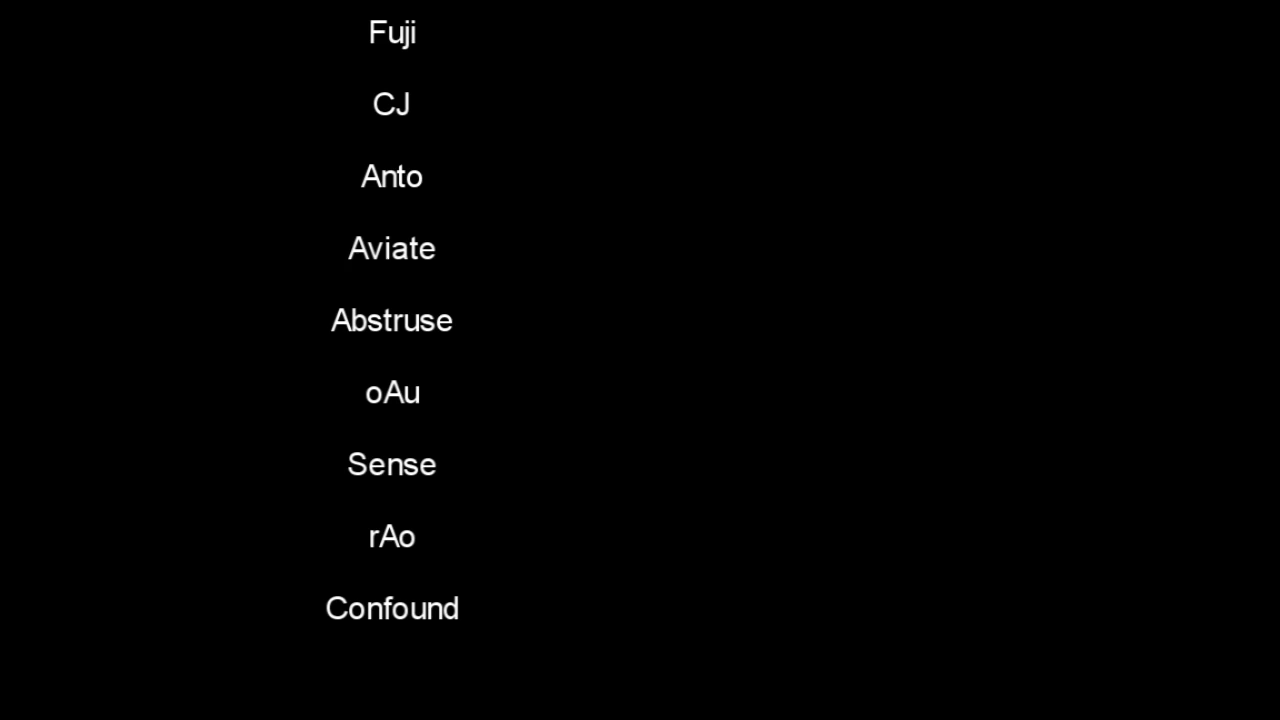 Fuji
CJ
Anto
Aviate
Abstruse
oAu
Sense
rAo
Confound